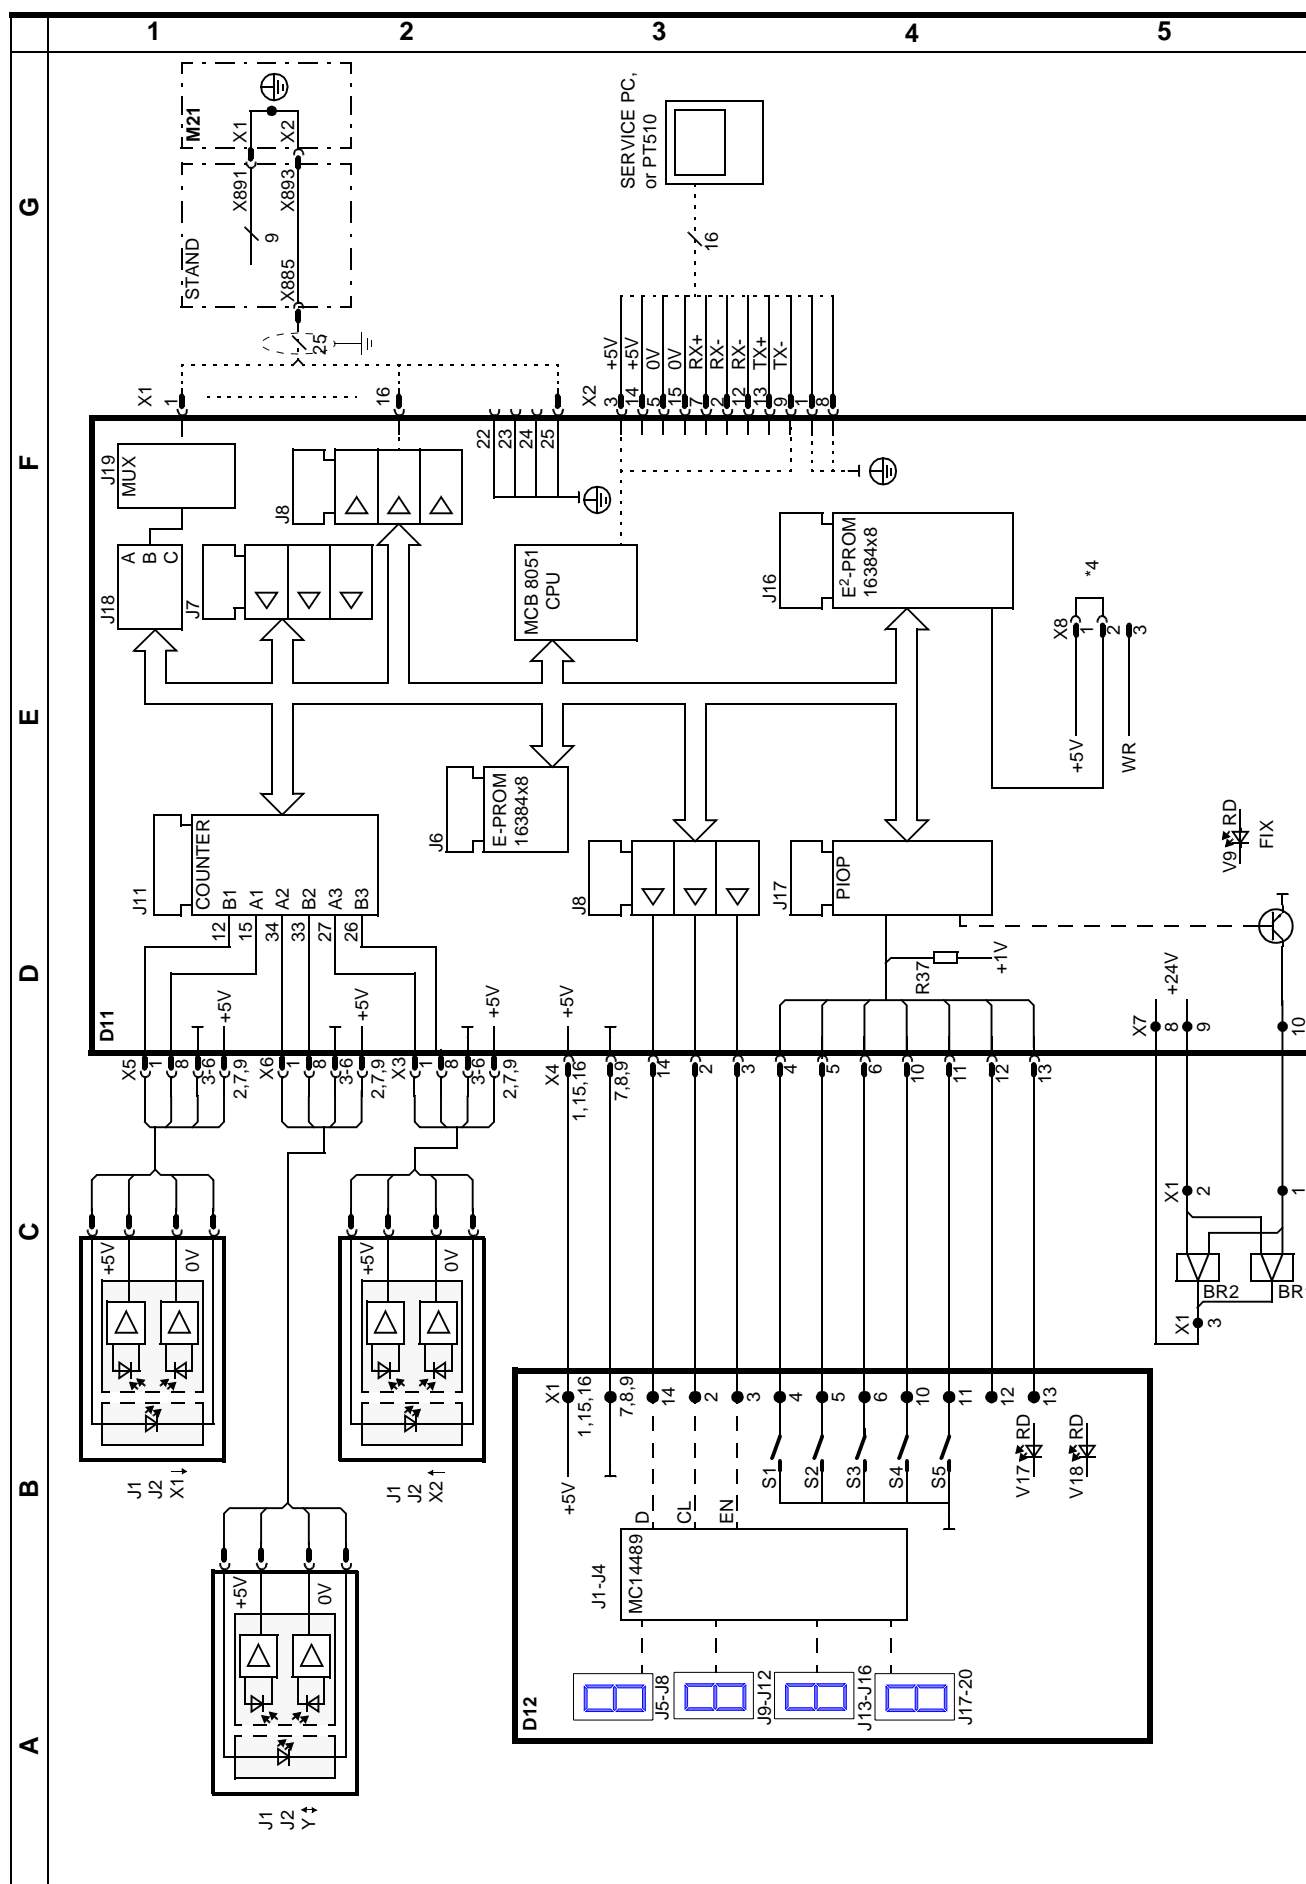 1 2 3 4 5
G
F
E
D
C
B
A
M21
X1
X2
X891
X893
9
STAND
X885
25
SERVICE PC,
or PT510
16
X1
1
16
22
23
24
25
X2
3
14
5
15
7
2
12
13
9
1
8
+5V
+5V
0V
0V
RX+
RX-
RX-
TX+
TX-
J19
MUX
J18
A
B
C
J7
J8
MCB 8051
CPU
J16
E²-PROM
16384x8
X8
1
2
3
*4
+5V
WR
J11
COUNTER
B1
A1
A2
B2
A3
B3
12
15
34
33
27
26
J6
E-PROM
16384x8
J8
J17
PIOP
V9
RD
FIX
R37
+1V
D11
+5V
+5V
+5V
+5V
+24V
X5
1
8
3-6
2,7,9
X6
1
8
3-6
2,7,9
X3
1
8
3-6
2,7,9
X4
1,15,16
7,8,9
14
2
3
4
5
6
10
11
12
13
X7
8
9
10
+5V
0V
J1
J2
X1
+5V
0V
J1
J2
X2
+5V
0V
J1
J2
Y
X1
2
1
BR2
X1
3
X1
1,15,16
7,8,9
14
2
3
4
5
6
10
11
12
13
+5V
D
CL
EN
S1
S2
S3
S4
S5
V17
RD
V18
RD
J1-J4
MC14489
J5-J8
J9-J12
J13-J16
J17-20
D12